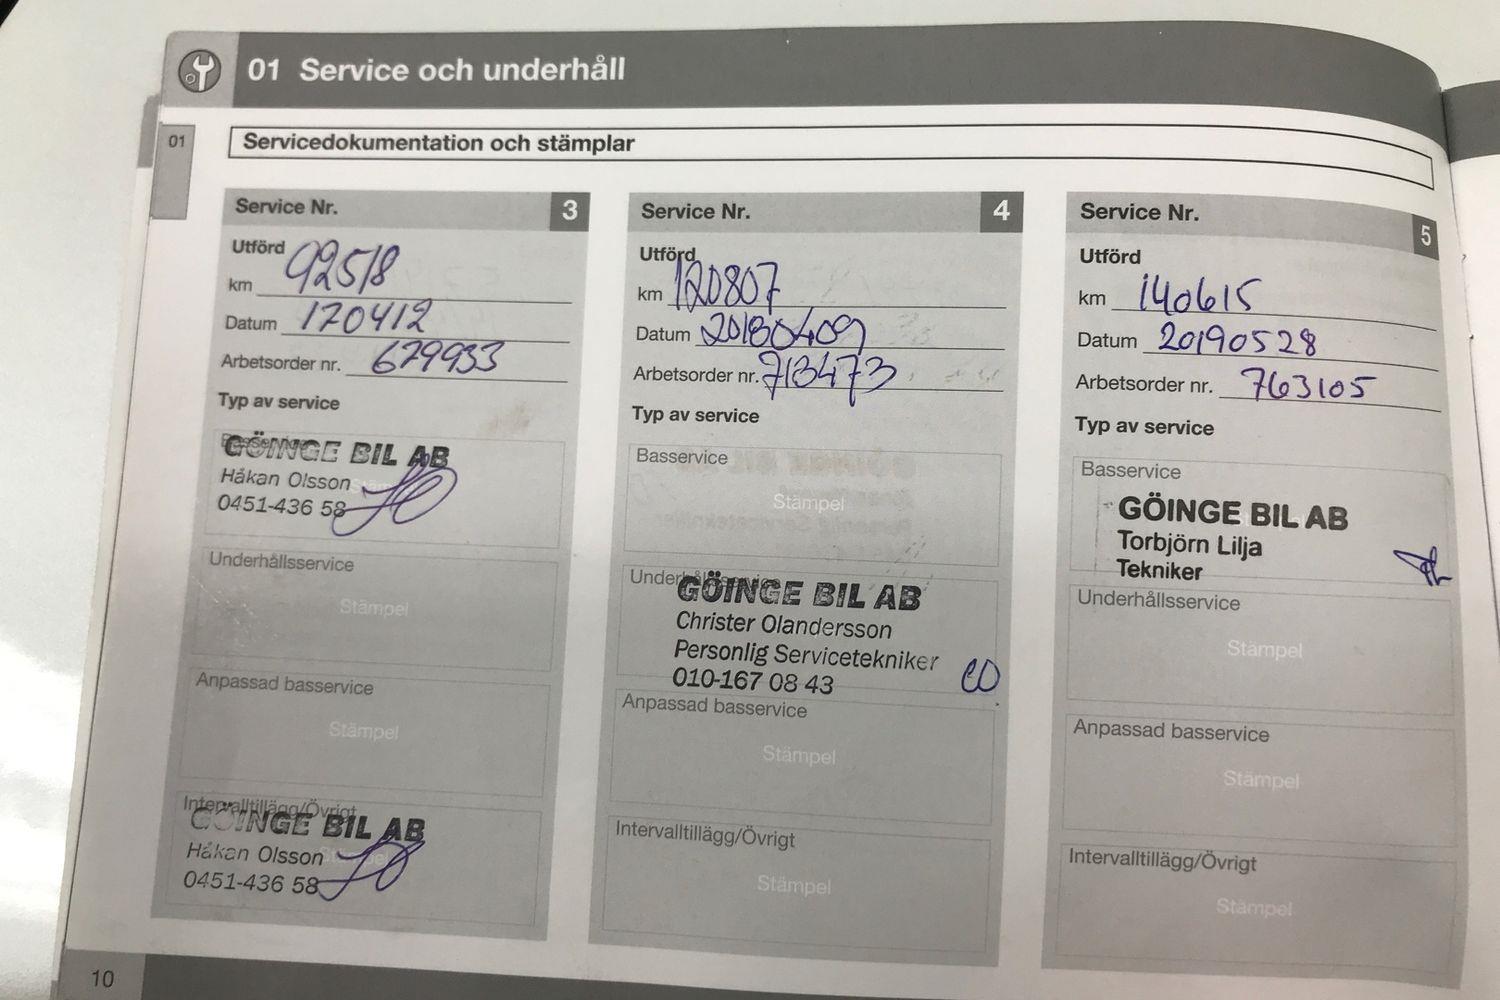 01 Service och underhåll
01
Servicedokumentation och stämplar
Service Nr. 3
Utförd
km 92518
Datum 170412
Arbetsorder nr. 679933
Typ av service
Basservice
Stämpel
GÖINGE BIL AB
Håkan Olsson
0451-436 58
Underhållsservice
Stämpel
Anpassad basservice
Stämpel
Intervalltillägg/Övrigt
Stämpel
GÖINGE BIL AB
Håkan Olsson
0451-436 58
Service Nr. 4
Utförd
km 120807
Datum 20180409
Arbetsorder nr. 713473
Typ av service
Basservice
Stämpel
Underhållsservice
GÖINGE BIL AB
Christer Olandersson
Personlig Servicetekniker
010-167 08 43
CO
Anpassad basservice
Stämpel
Intervalltillägg/Övrigt
Stämpel
Service Nr. 5
Utförd
km 140615
Datum 20190528
Arbetsorder nr. 763105
Typ av service
Basservice
GÖINGE BIL AB
Torbjörn Lilja
Tekniker
Underhållsservice
Stämpel
Anpassad basservice
Stämpel
Intervalltillägg/Övrigt
Stämpel
10